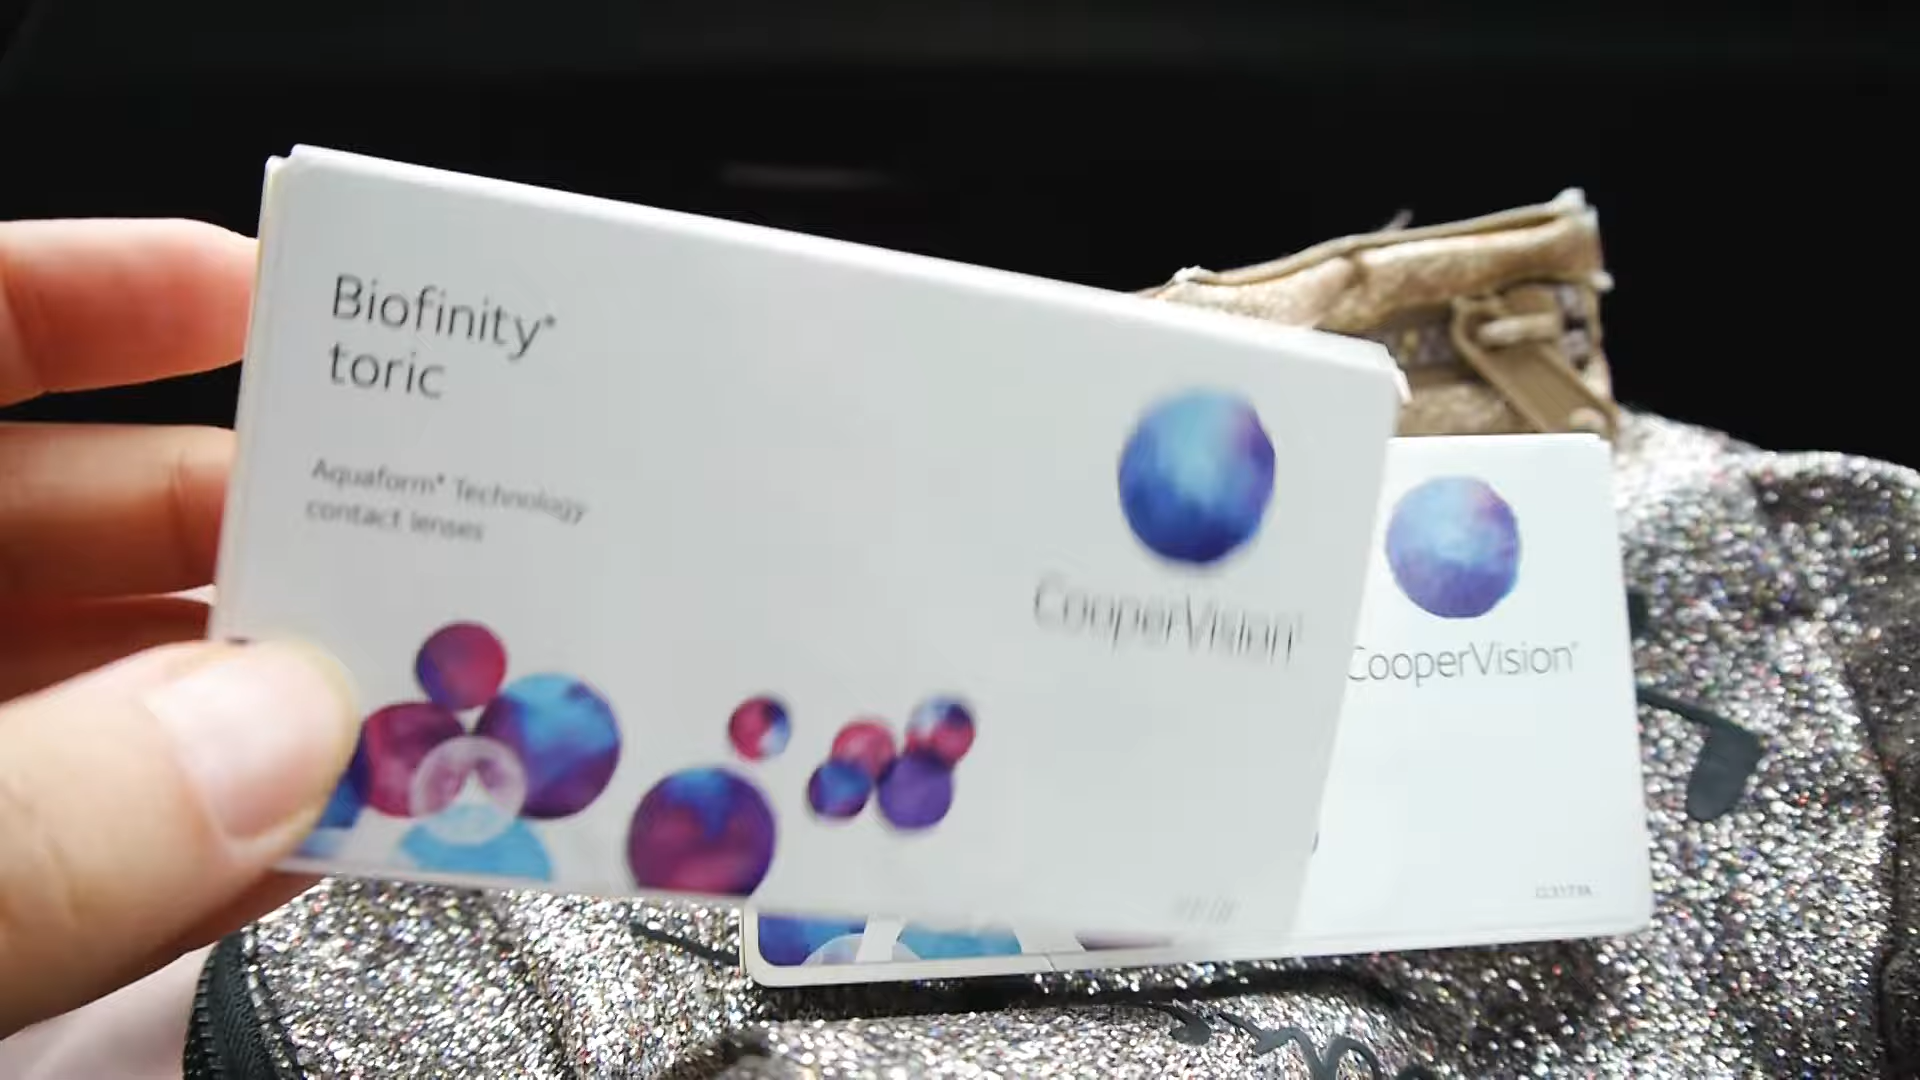 Biofinity®
toric
Aquaform® Technology
contact lenses
CooperVision®
CooperVision®